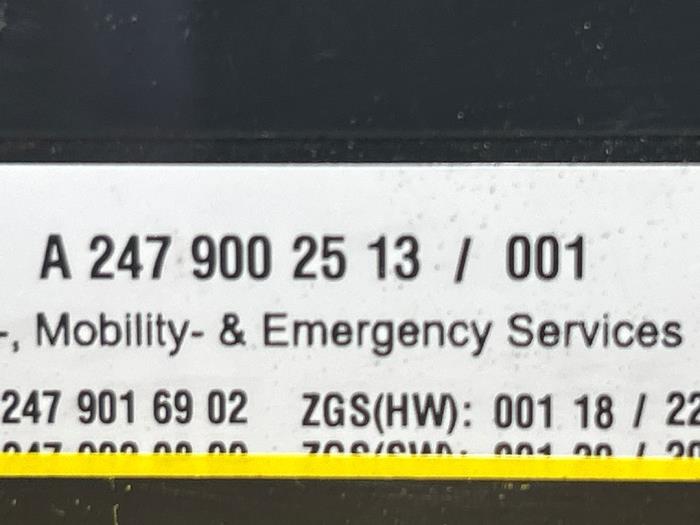 A 247 900 25 13 / 001
-, Mobility- & Emergency Services
247 901 69 02 ZGS(HW): 001 18 / 22